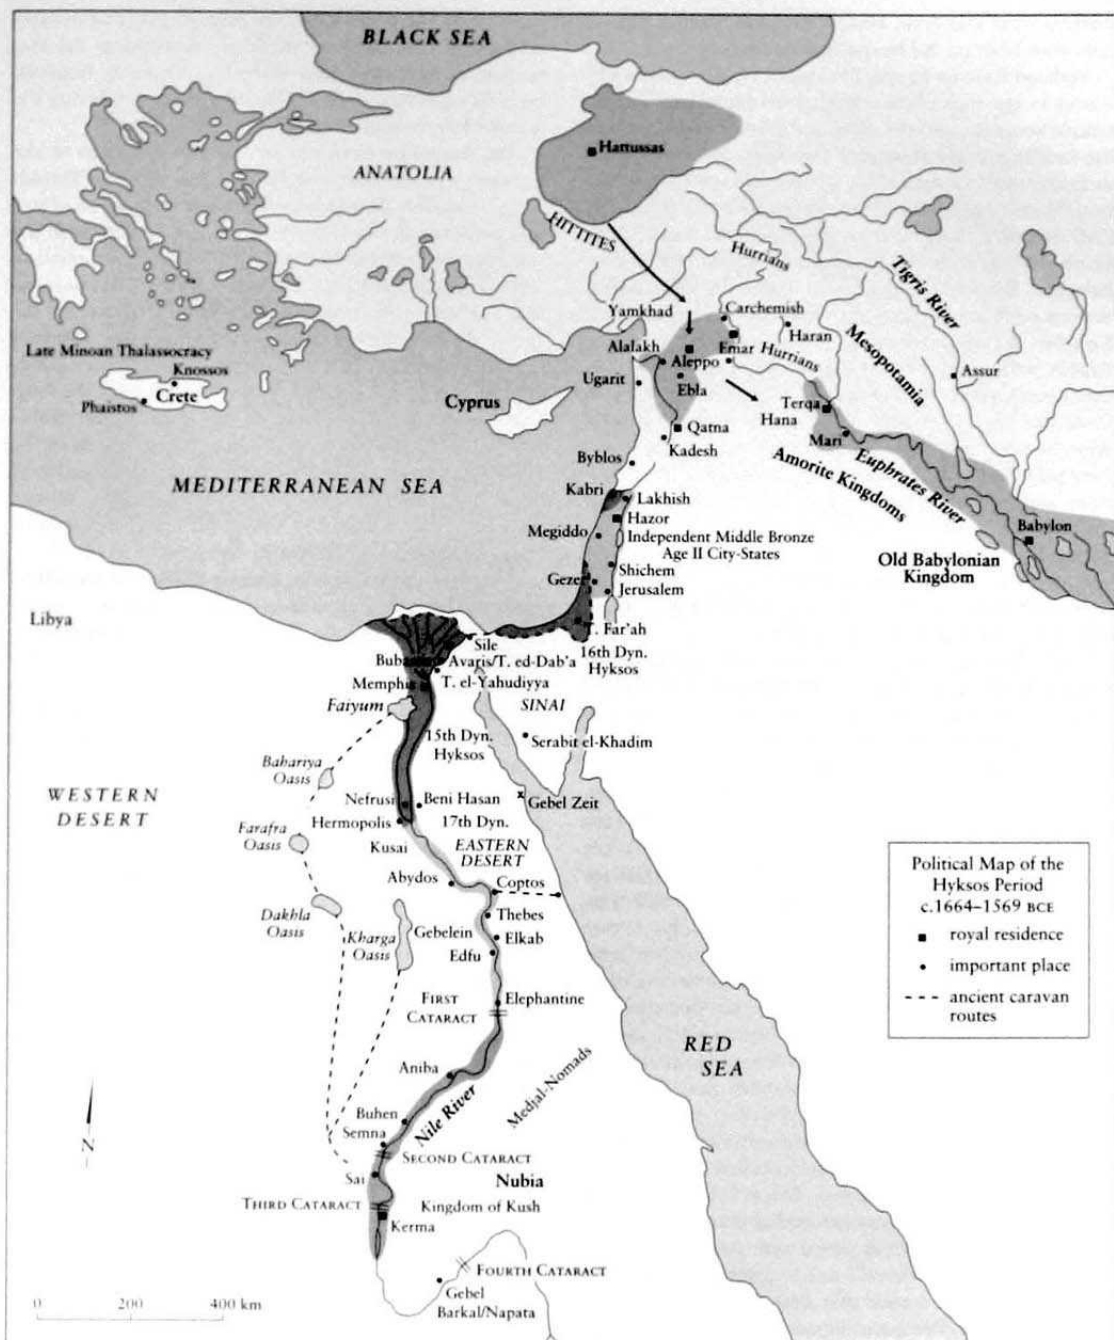 BLACK SEA
Hattussas
ANATOLIA
HITTITES
Hurrians
Tigris River
Yamkhad
Carchemish
Haran
Mesopotamia
Late Minoan Thalassocracy
Knossos
Crete
Phaistos
Alalakh
Aleppo
Emar
Hurrians
Assur
Ugarit
Ebla
Cyprus
Terqa
Hana
Qatna
Mari
Kadesh
Euphrates River
Byblos
Amorite Kingdoms
MEDITERRANEAN SEA
Kabri
Lakhish
Hazor
Babylon
Megiddo
Independent Middle Bronze
Age II City-States
Old Babylonian
Kingdom
Gezer
Shichem
Jerusalem
Libya
T. Far'ah
Sile
16th Dyn.
Hyksos
Avaris/T. ed-Dab'a
T. el-Yahudiyya
Memphis
Faiyum
SINAI
15th Dyn.
Hyksos
Serabit el-Khadim
Bahariya
Oasis
WESTERN
DESERT
Nefrusi
Beni Hasan
Gebel Zeit
Hermopolis
17th Dyn.
Farafra
Oasis
Kusai
EASTERN
DESERT
Abydos
Coptos
Dakhla
Oasis
Thebes
Kharga
Oasis
Gebelein
Elkab
Edfu
FIRST
CATARACT
Elephantine
RED
SEA
Aniba
Medjal-Nomads
Nile River
Buhen
Semna
SECOND CATARACT
Sai
Nubia
THIRD CATARACT
Kingdom of Kush
Kerma
FOURTH CATARACT
Gebel
Barkal/Napata
Political Map of the
Hyksos Period
c.1664–1569 BCE
royal residence
important place
ancient caravan
routes
N
0 200 400 km